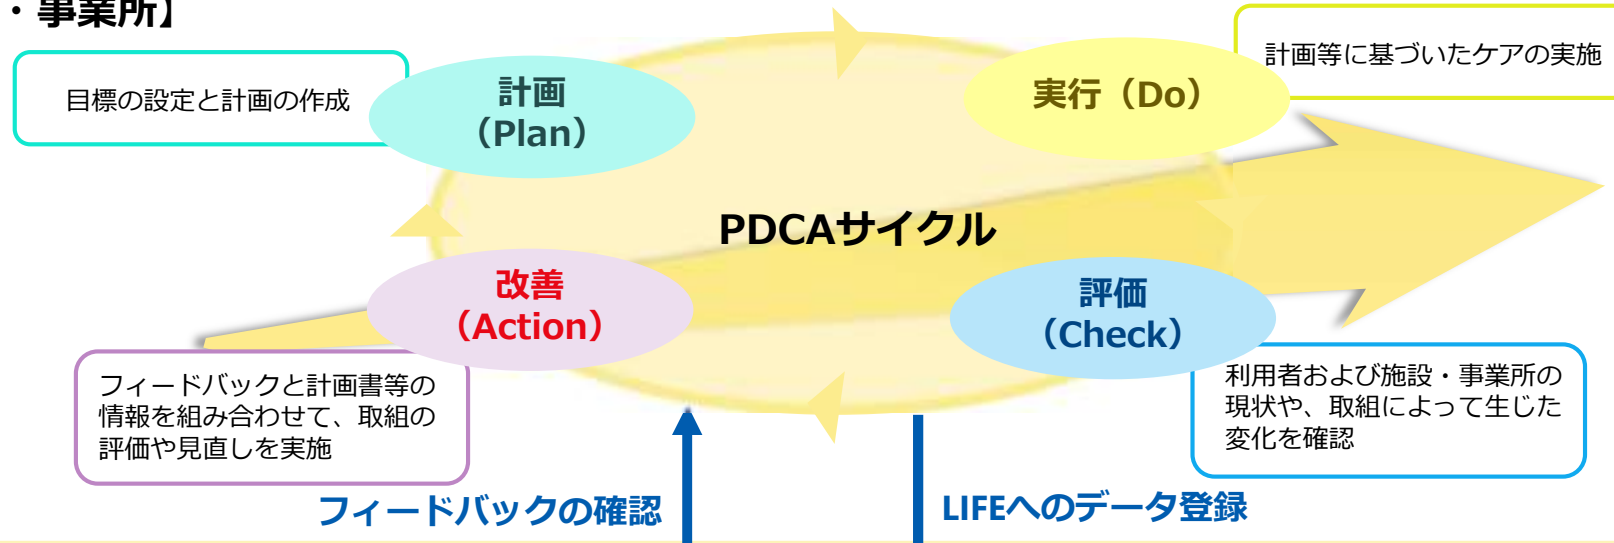 ・事業所】
目標の設定と計画の作成
計画
（Plan）
実行（Do）
計画等に基づいたケアの実施
PDCAサイクル
改善
（Action）
評価
（Check）
フィードバックと計画書等の
情報を組み合わせて、取組の
評価や見直しを実施
利用者および施設・事業所の
現状や、取組によって生じた
変化を確認
フィードバックの確認
LIFEへのデータ登録